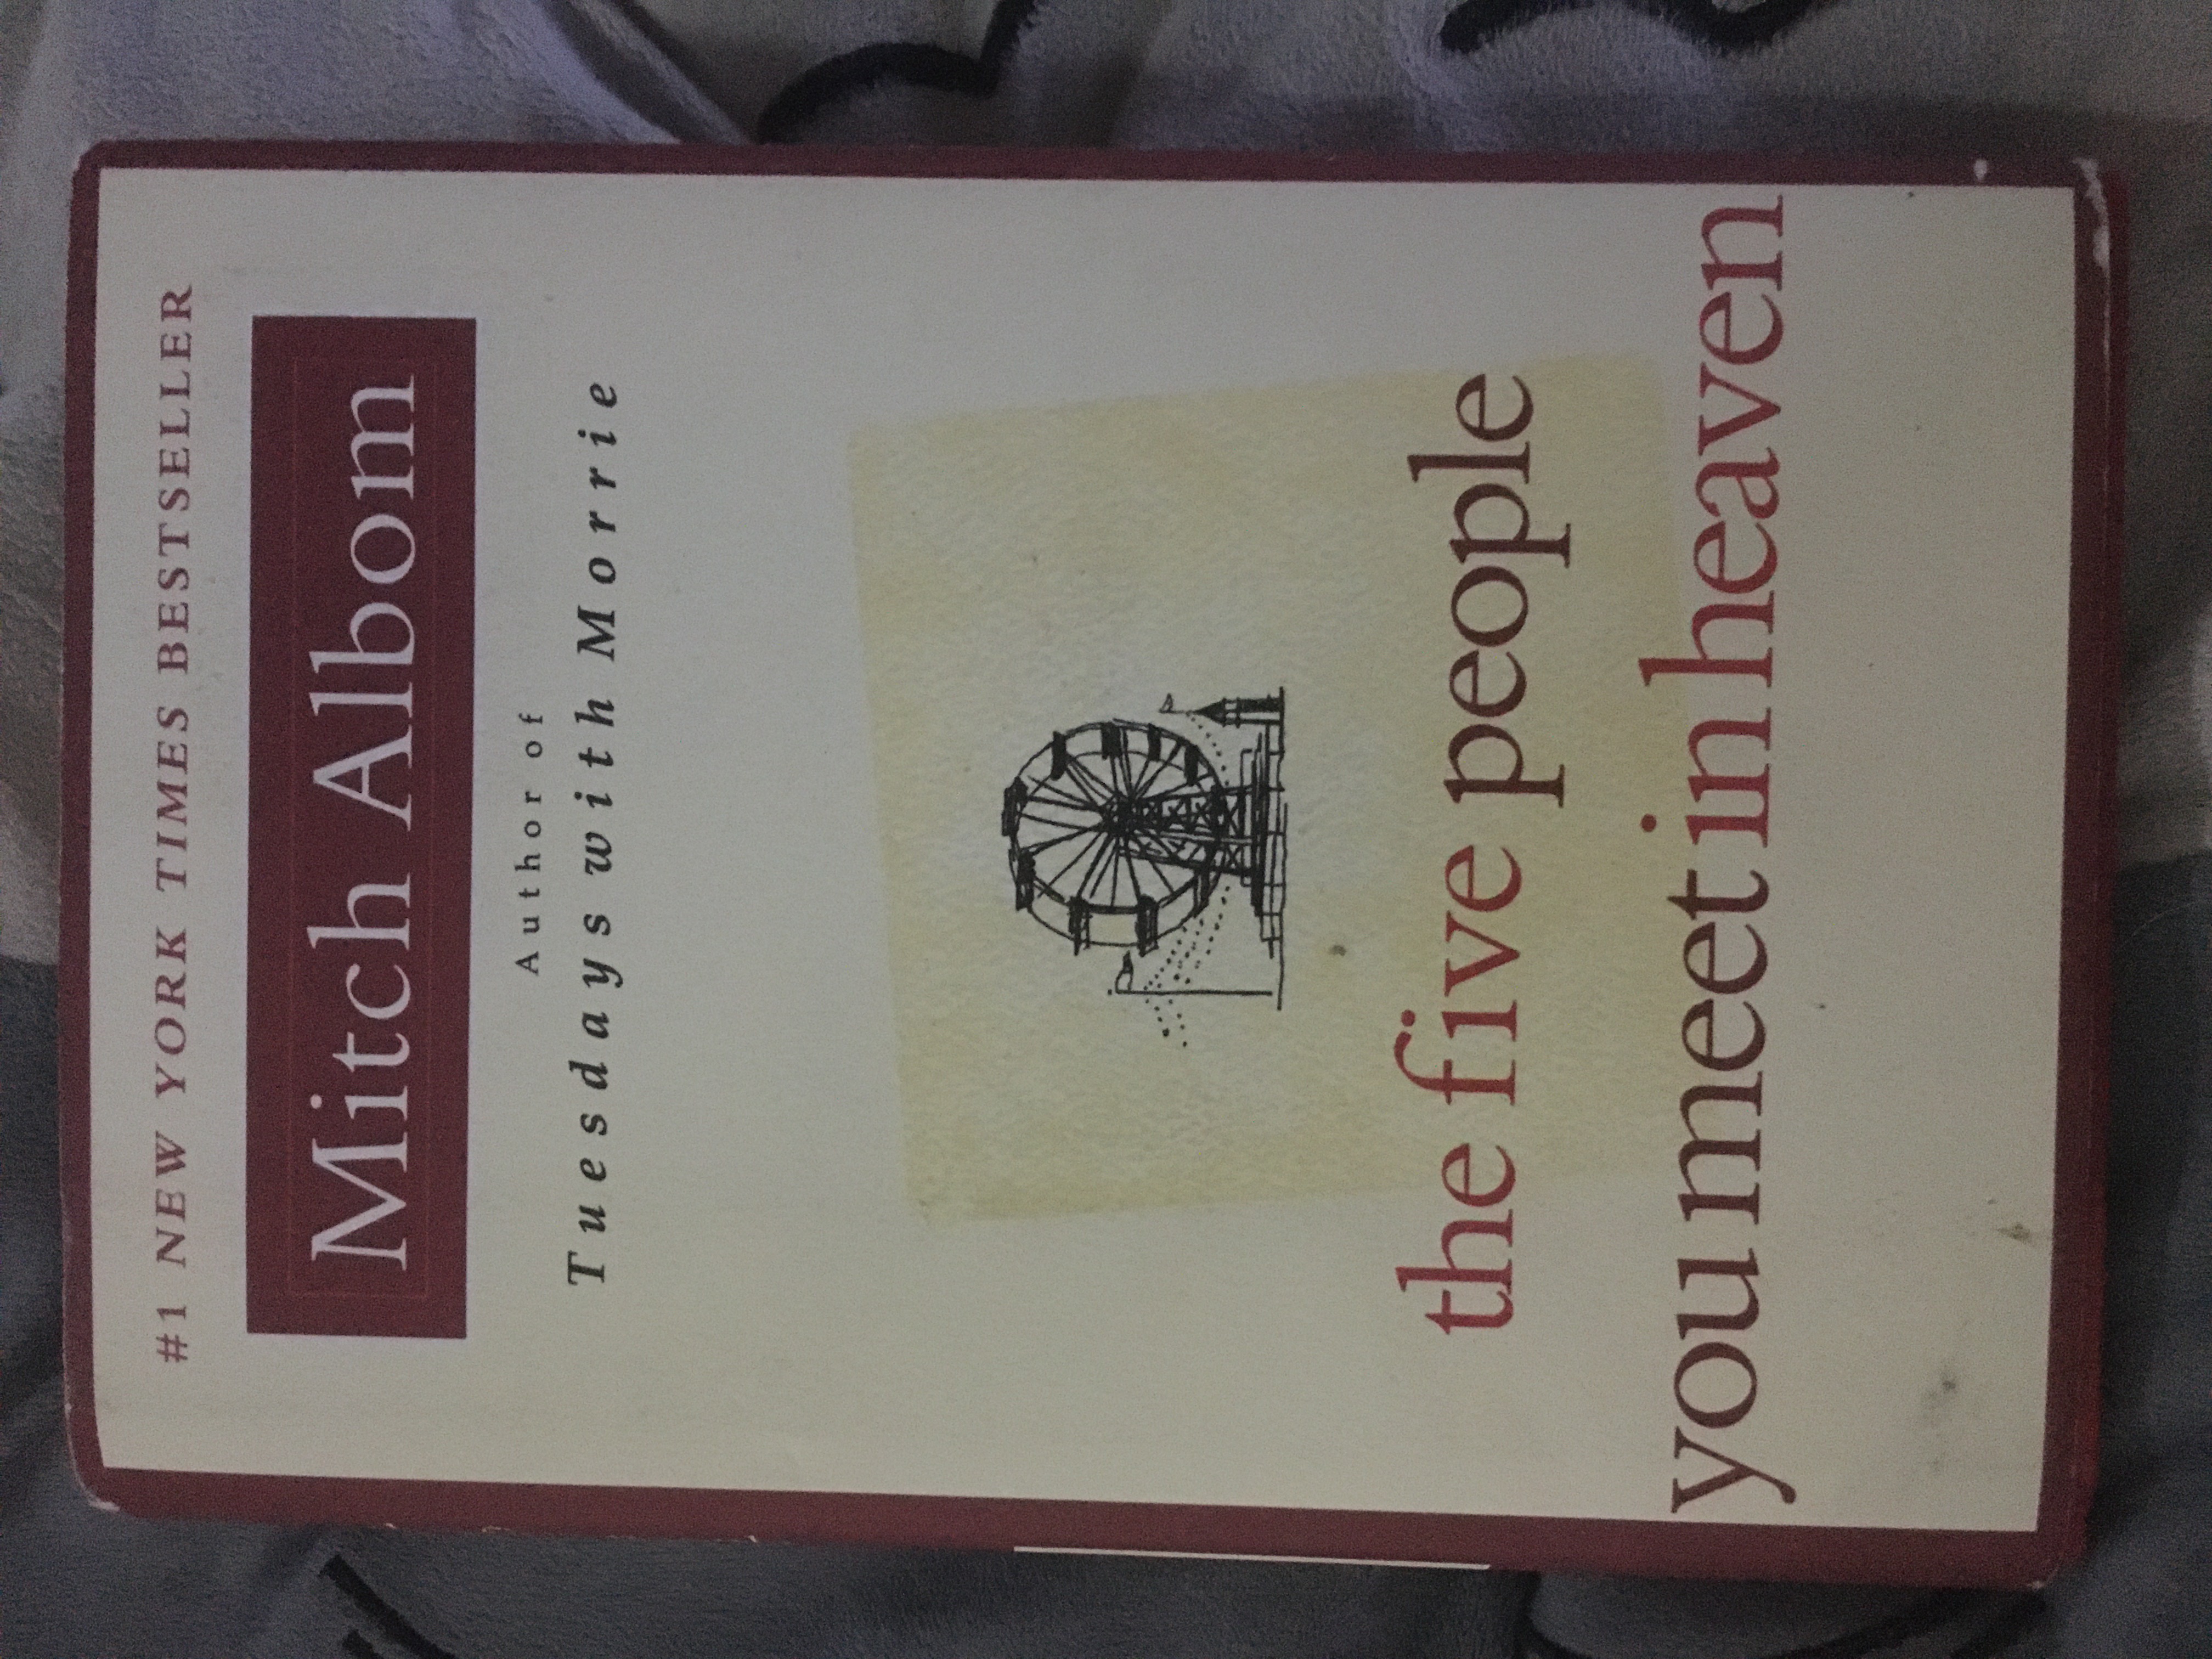 #1 NEW YORK TIMES BESTSELLER
Mitch Albom
Author of
Tuesdays with Morrie
the five people
you meet in heaven